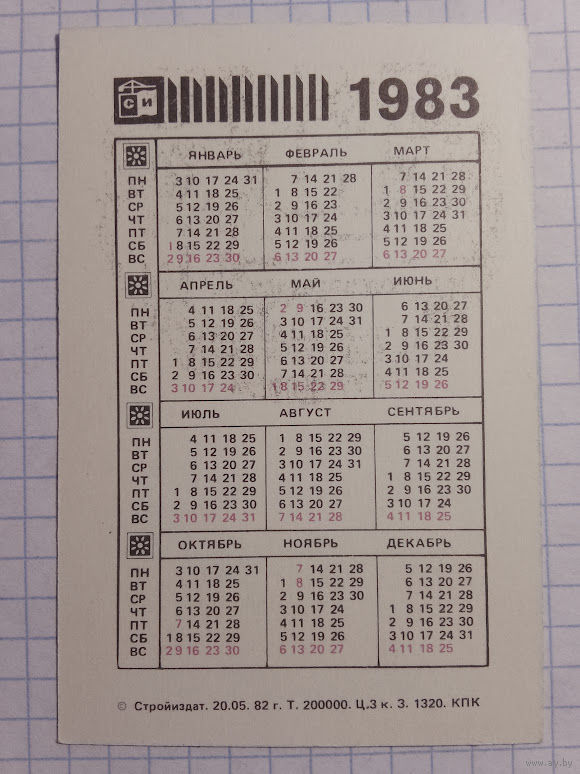 СИ 1983
ЯНВАРЬ ФЕВРАЛЬ МАРТ
ПН 3 10 17 24 31 7 14 21 28 7 14 21 28
ВТ 4 11 18 25 1 8 15 22 1 8 15 22 29
СР 5 12 19 26 2 9 16 23 2 9 16 23 30
ЧТ 6 13 20 27 3 10 17 24 3 10 17 24 31
ПТ 7 14 21 28 4 11 18 25 4 11 18 25
СБ 1 8 15 22 29 5 12 19 26 5 12 19 26
ВС 2 9 16 23 30 6 13 20 27 6 13 20 27
АПРЕЛЬ МАЙ ИЮНЬ
ПН 4 11 18 25 2 9 16 23 30 6 13 20 27
ВТ 5 12 19 26 3 10 17 24 31 7 14 21 28
СР 6 13 20 27 4 11 18 25 1 8 15 22 29
ЧТ 7 14 21 28 5 12 19 26 2 9 16 23 30
ПТ 1 8 15 22 29 6 13 20 27 3 10 17 24
СБ 2 9 16 23 30 7 14 21 28 4 11 18 25
ВС 3 10 17 24 1 8 15 22 29 5 12 19 26
ИЮЛЬ АВГУСТ СЕНТЯБРЬ
ПН 4 11 18 25 1 8 15 22 29 5 12 19 26
ВТ 5 12 19 26 2 9 16 23 30 6 13 20 27
СР 6 13 20 27 3 10 17 24 31 7 14 21 28
ЧТ 7 14 21 28 4 11 18 25 1 8 15 22 29
ПТ 1 8 15 22 29 5 12 19 26 2 9 16 23 30
СБ 2 9 16 23 30 6 13 20 27 3 10 17 24
ВС 3 10 17 24 31 7 14 21 28 4 11 18 25
ОКТЯБРЬ НОЯБРЬ ДЕКАБРЬ
ПН 3 10 17 24 31 7 14 21 28 5 12 19 26
ВТ 4 11 18 25 1 8 15 22 29 6 13 20 27
СР 5 12 19 26 2 9 16 23 30 7 14 21 28
ЧТ 6 13 20 27 3 10 17 24 1 8 15 22 29
ПТ 7 14 21 28 4 11 18 25 2 9 16 23 30
СБ 1 8 15 22 29 5 12 19 26 3 10 17 24 31
ВС 2 9 16 23 30 6 13 20 27 4 11 18 25
© Стройиздат. 20.05. 82 г. Т. 200000. Ц.3 к. З. 1320. КПК
www.ay.by